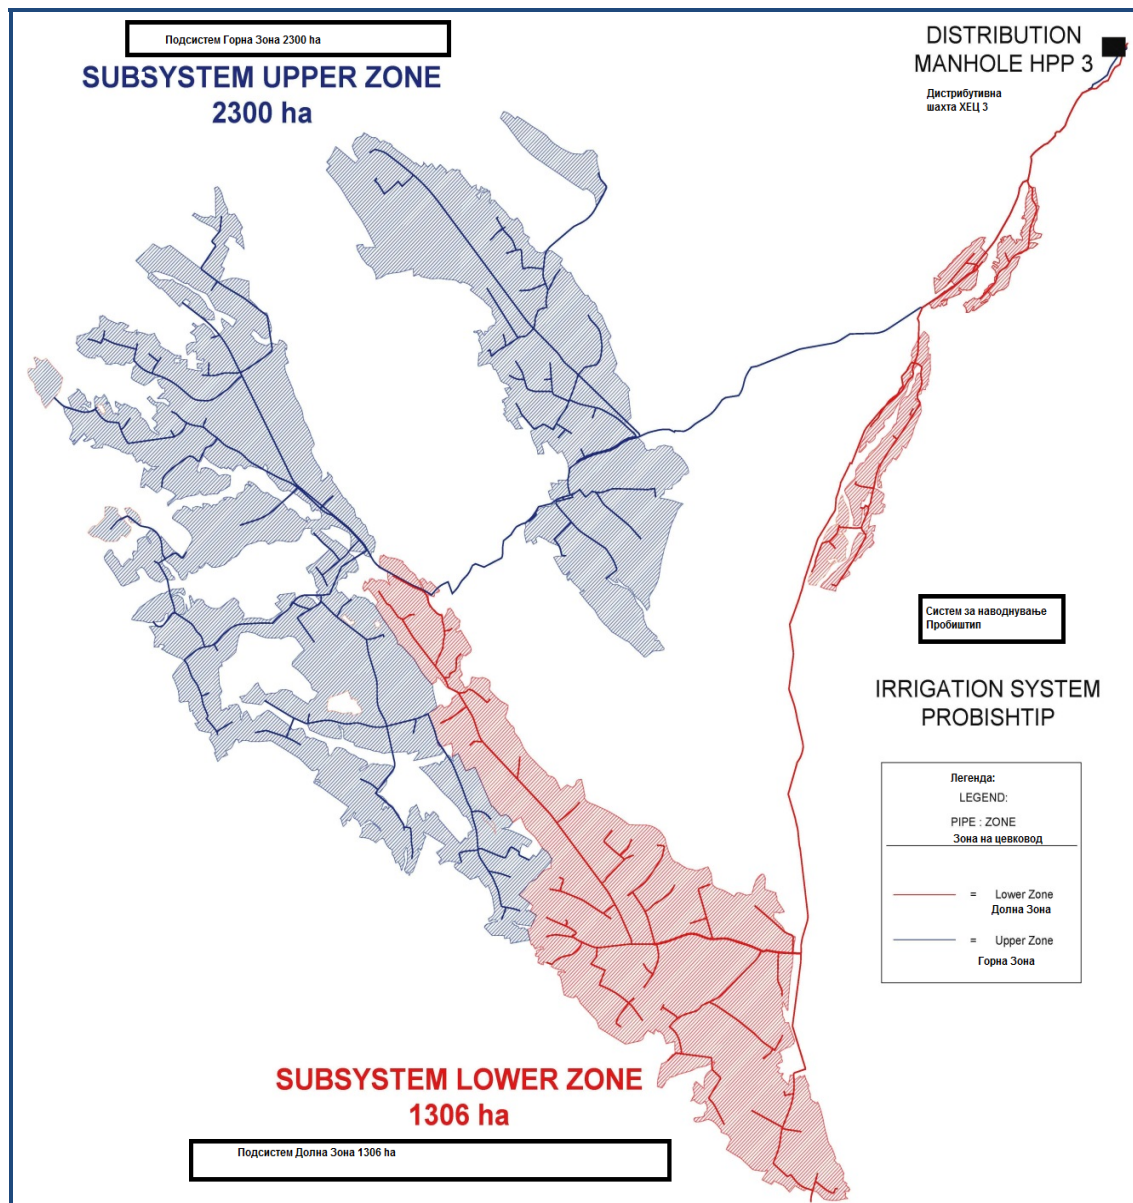 Подсистем Горна Зона 2300 ha
SUBSYSTEM UPPER ZONE
2300 ha
DISTRIBUTION
MANHOLE HPP 3
Дистрибутивна
шахта ХЕЦ 3
Систем за наводнување
Пробиштип
IRRIGATION SYSTEM
PROBISHTIP
Легенда:
LEGEND:
PIPE : ZONE
Зона на цевковод
= Lower Zone
Долна Зона
= Upper Zone
Горна Зона
SUBSYSTEM LOWER ZONE
1306 ha
Подсистем Долна Зона 1306 ha